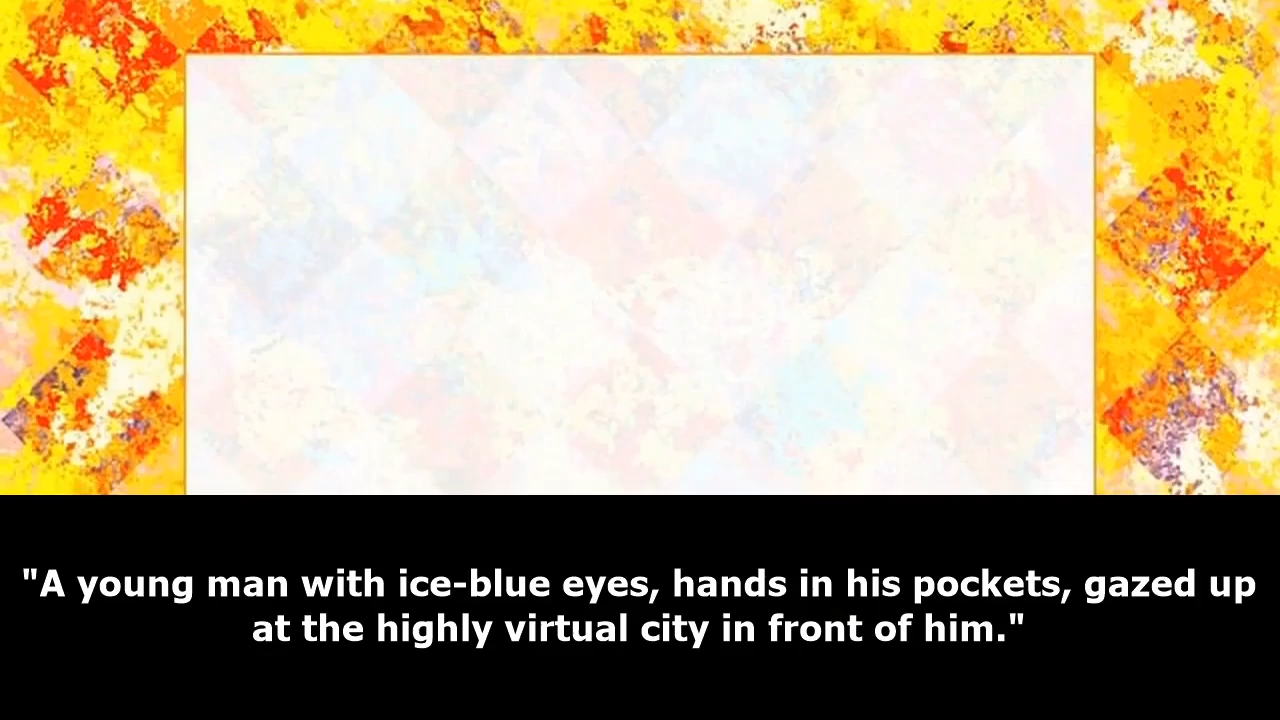 "A young man with ice-blue eyes, hands in his pockets, gazed up
at the highly virtual city in front of him."